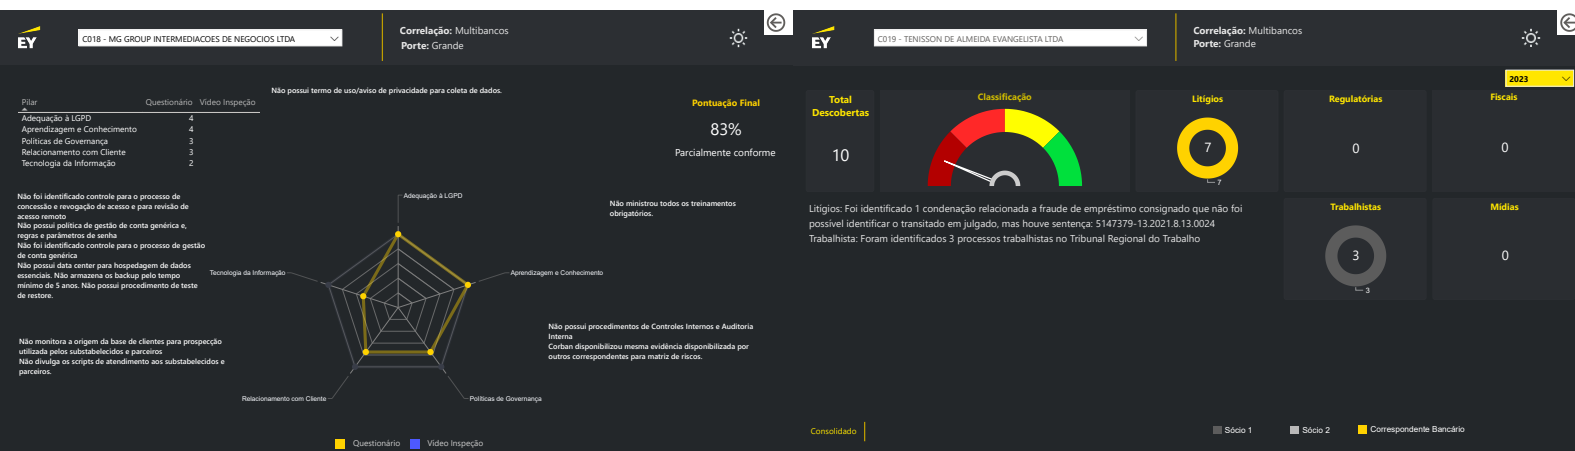 EY
C018 - MG GROUP INTERMEDIACOES DE NEGOCIOS LTDA
Correlação: Multibancos
Porte: Grande
Não possui termo de uso/aviso de privacidade para coleta de dados.
Pilar Questionário Vídeo Inspeção
Adequação à LGPD 4
Aprendizagem e Conhecimento 4
Políticas de Governança 3
Relacionamento com Cliente 3
Tecnologia da Informação 2
Pontuação Final
83%
Parcialmente conforme
Não foi identificado controle para o processo de
concessão e revogação de acesso e para revisão de
acesso remoto
Não possui política de gestão de conta genérica e,
regras e parâmetros de senha
Não foi identificado controle para o processo de gestão
de conta genérica
Não possui data center para hospedagem de dados
essenciais. Não armazena os backup pelo tempo
mínimo de 5 anos. Não possui procedimento de teste
de restore.
Adequação à LGPD
Não ministrou todos os treinamentos
obrigatórios.
Tecnologia da Informação
Aprendizagem e Conhecimento
Não possui procedimentos de Controles Internos e Auditoria
Interna
Corban disponibilizou mesma evidência disponibilizada por
outros correspondentes para matriz de riscos.
Não monitora a origem da base de clientes para prospecção
utilizada pelos substabelecidos e parceiros
Não divulga os scripts de atendimento aos substabelecidos e
parceiros.
Relacionamento com Cliente
Políticas de Governança
Questionário
Vídeo Inspeção
EY
C019 - TENISSON DE ALMEIDA EVANGELISTA LTDA
Correlação: Multibancos
Porte: Grande
2023
Total
Descobertas
10
Classificação
Litígios
7
7
Regulatórias
0
Fiscais
0
Litígios: Foi identificado 1 condenação relacionada a fraude de empréstimo consignado que não foi
possível identificar o transitado em julgado, mas houve sentença: 5147379-13.2021.8.13.0024
Trabalhista: Foram identificados 3 processos trabalhistas no Tribunal Regional do Trabalho
Trabalhistas
3
3
Mídias
0
Consolidado
Sócio 1
Sócio 2
Correspondente Bancário